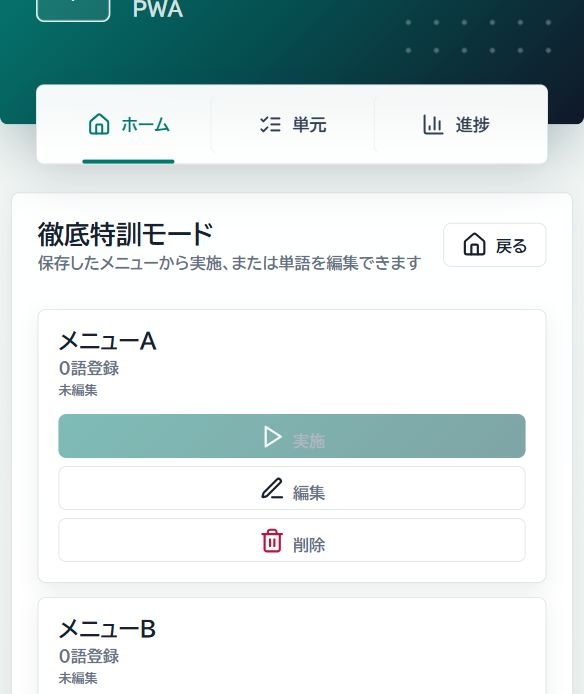 PWA
ホーム
単元
進捗
徹底特訓モード
戻る
保存したメニューから実施、または単語を編集できます
メニューA
0語登録
未編集
実施
編集
削除
メニューB
0語登録
未編集